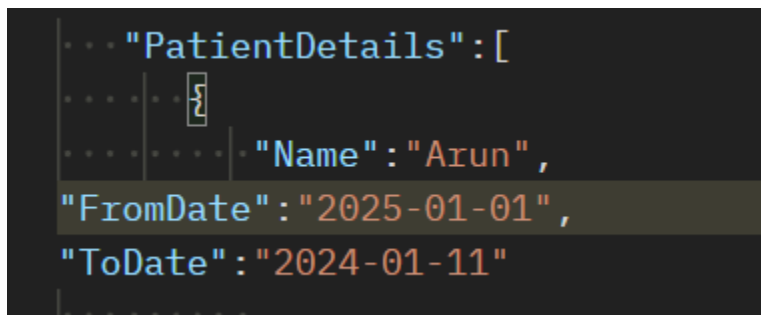 "PatientDetails":[
{
"Name":"Arun",
"FromDate":"2025-01-01",
"ToDate":"2024-01-11"